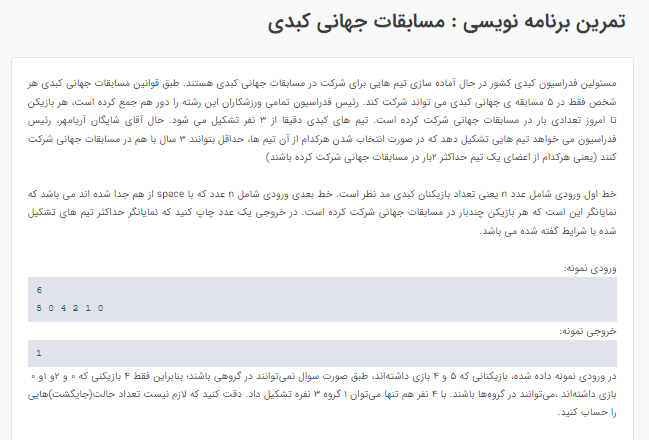 تمرین برنامه نویسی : مسابقات جهانی کبدی
مسئولین فدراسیون کبدی کشور در حال آماده سازی تیم هایی برای شرکت در مسابقات جهانی کبدی هستند. طبق قوانین مسابقات جهانی کبدی هر
شخص فقط در ۵ مسابقه ی جهانی کبدی می تواند شرکت کند. رئیس فدراسیون تمامی ورزشکاران این رشته را دور هم جمع کرده است، هر بازیکن
تا امروز تعدادی بار در مسابقات جهانی شرکت کرده است. تیم های کبدی دقیقا از ۳ نفر تشکیل می شود. حال آقای شایگان آریامهر، رئیس
فدراسیون می خواهد تیم هایی تشکیل دهد که در صورت انتخاب شدن هرکدام از آن تیم ها، حداقل بتوانند ۳ سال با هم در مسابقات جهانی شرکت
کنند (یعنی هرکدام از اعضای یک تیم حداکثر ۲بار در مسابقات جهانی شرکت کرده باشند)
خط اول ورودی شامل عدد n یعنی تعداد بازیکنان کبدی مد نظر است. خط بعدی ورودی شامل n عدد که با space از هم جدا شده اند می باشد که
نمایانگر این است که هر بازیکن چندبار در مسابقات جهانی شرکت کرده است. در خروجی یک عدد چاپ کنید که نمایانگر حداکثر تیم های تشکیل
شده با شرایط گفته شده می باشد.
ورودی نمونه:
6
5 0 4 2 1 0
خروجی نمونه:
1
در ورودی نمونه داده شده، بازیکنانی که ۵ و ۴ بازی داشته‌اند، طبق صورت سوال نمی‌توانند در گروهی باشند؛ بنابراین فقط ۴ بازیکنی که ۰ و ۲و ۱و ۰
بازی داشته‌اند ،می‌توانند در گروه‌ها باشند. با ۴ نفر هم تنها می‌توان ۱ گروه ۳ نفره تشکیل داد. دقت کنید که لازم نیست تعداد حالت(جایگشت)هایی
را حساب کنید.